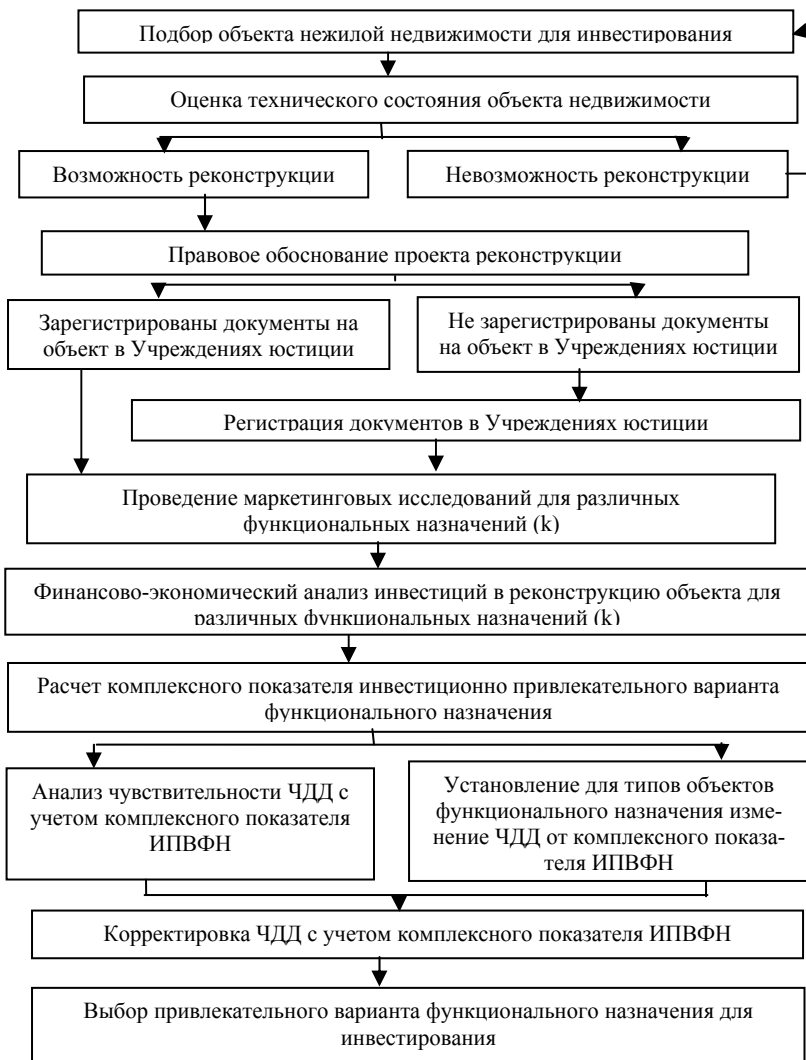 Подбор объекта нежилой недвижимости для инвестирования
Оценка технического состояния объекта недвижимости
Возможность реконструкции
Невозможность реконструкции
Правовое обоснование проекта реконструкции
Зарегистрированы документы на
объект в Учреждениях юстиции
Не зарегистрированы документы
на объект в Учреждениях юстиции
Регистрация документов в Учреждениях юстиции
Проведение маркетинговых исследований для различных
функциональных назначений (k)
Финансово-экономический анализ инвестиций в реконструкцию объекта для
различных функциональных назначений (k)
Расчет комплексного показателя инвестиционно привлекательного варианта
функционального назначения
Анализ чувствительности ЧДД с
учетом комплексного показателя
ИПВФН
Установление для типов объектов
функционального назначения изме-
нение ЧДД от комплексного показа-
теля ИПВФН
Корректировка ЧДД с учетом комплексного показателя ИПВФН
Выбор привлекательного варианта функционального назначения для
инвестирования